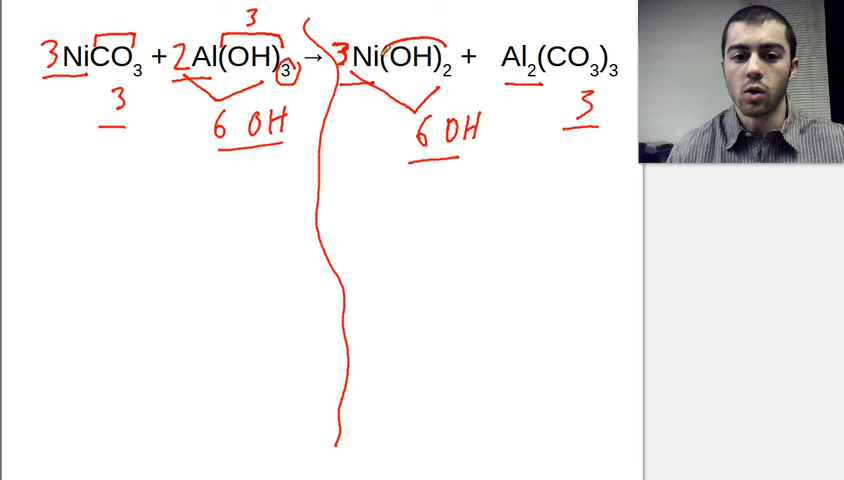 3
3NiCO₃ + 2Al(OH)₃ → 3Ni(OH)₂ + Al₂(CO₃)₃
3 6 OH 6 OH 3